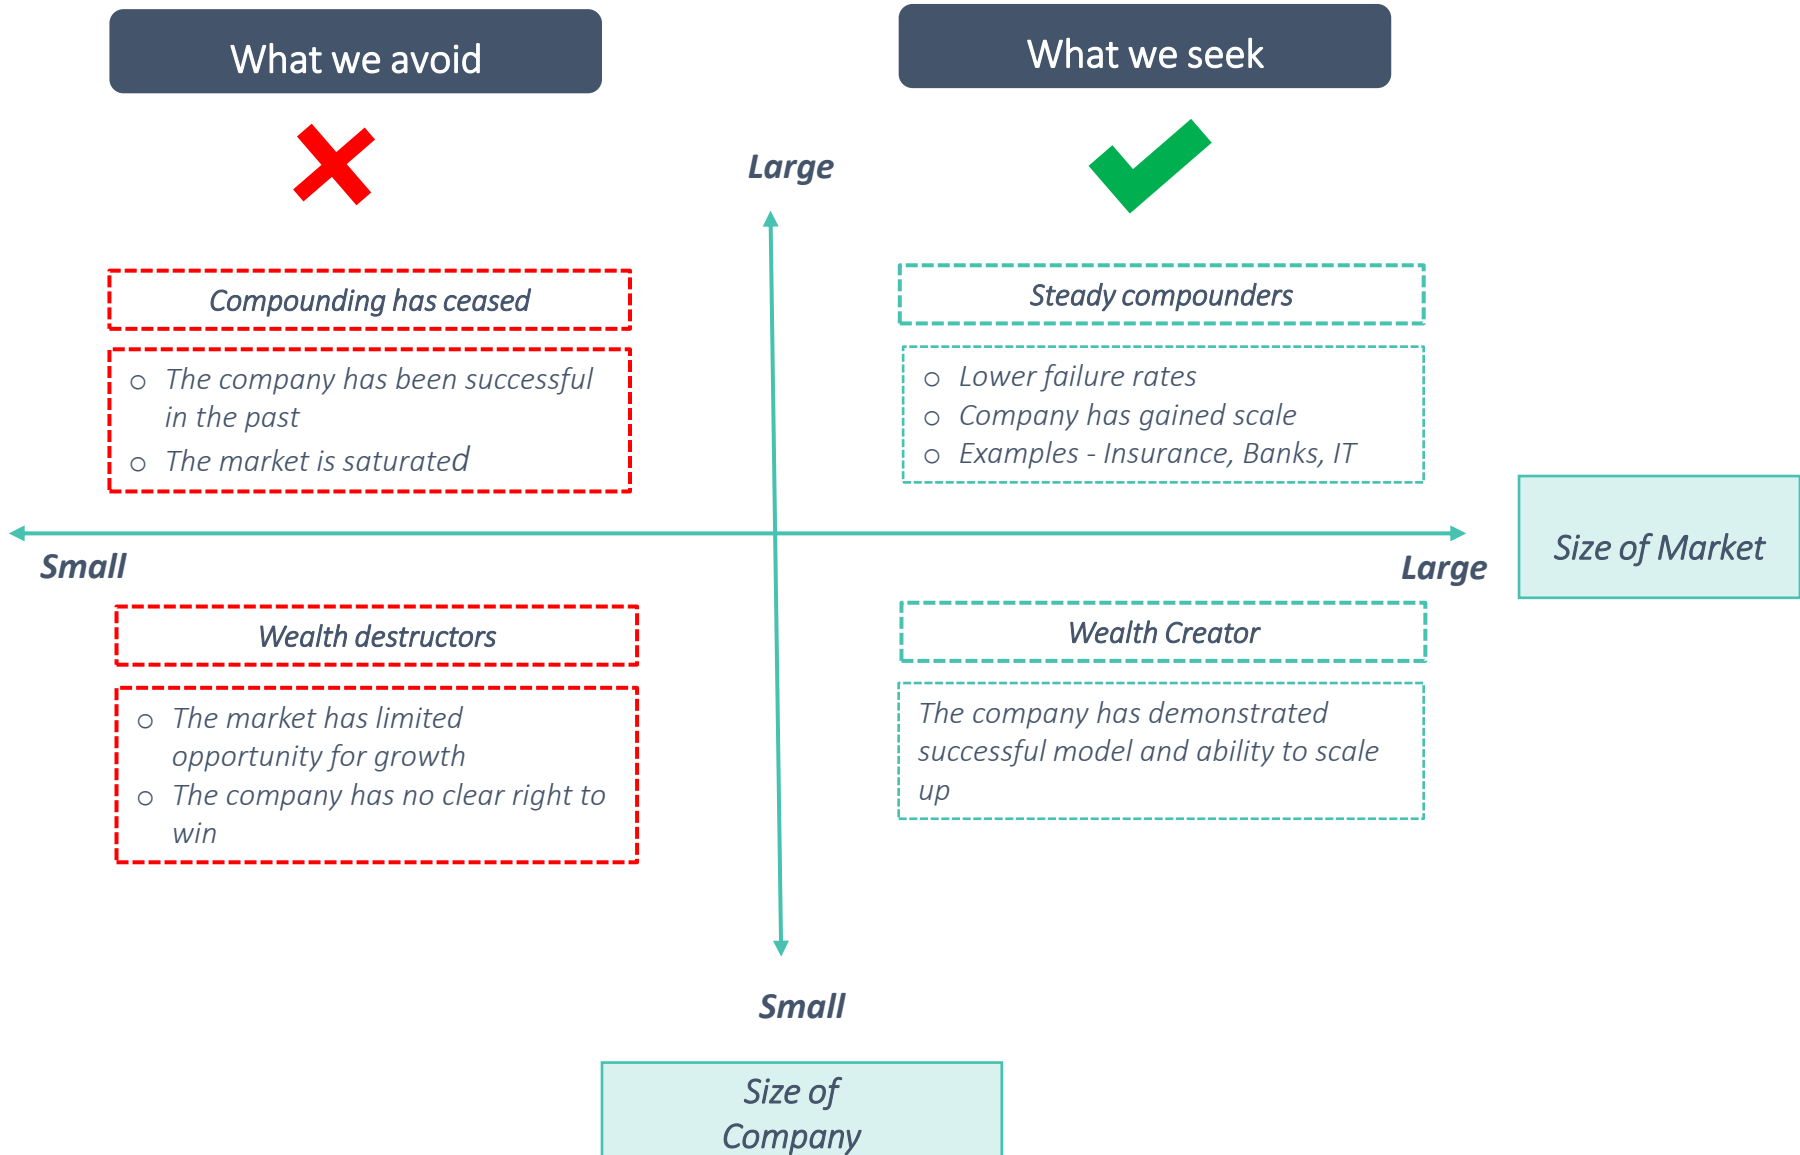 What we avoid
What we seek
Large
Compounding has ceased
o The company has been successful
in the past
o The market is saturated
Steady compounders
o Lower failure rates
o Company has gained scale
o Examples - Insurance, Banks, IT
Small
Large
Size of Market
Wealth destructors
o The market has limited
opportunity for growth
o The company has no clear right to
win
Wealth Creator
The company has demonstrated
successful model and ability to scale
up
Small
Size of
Company